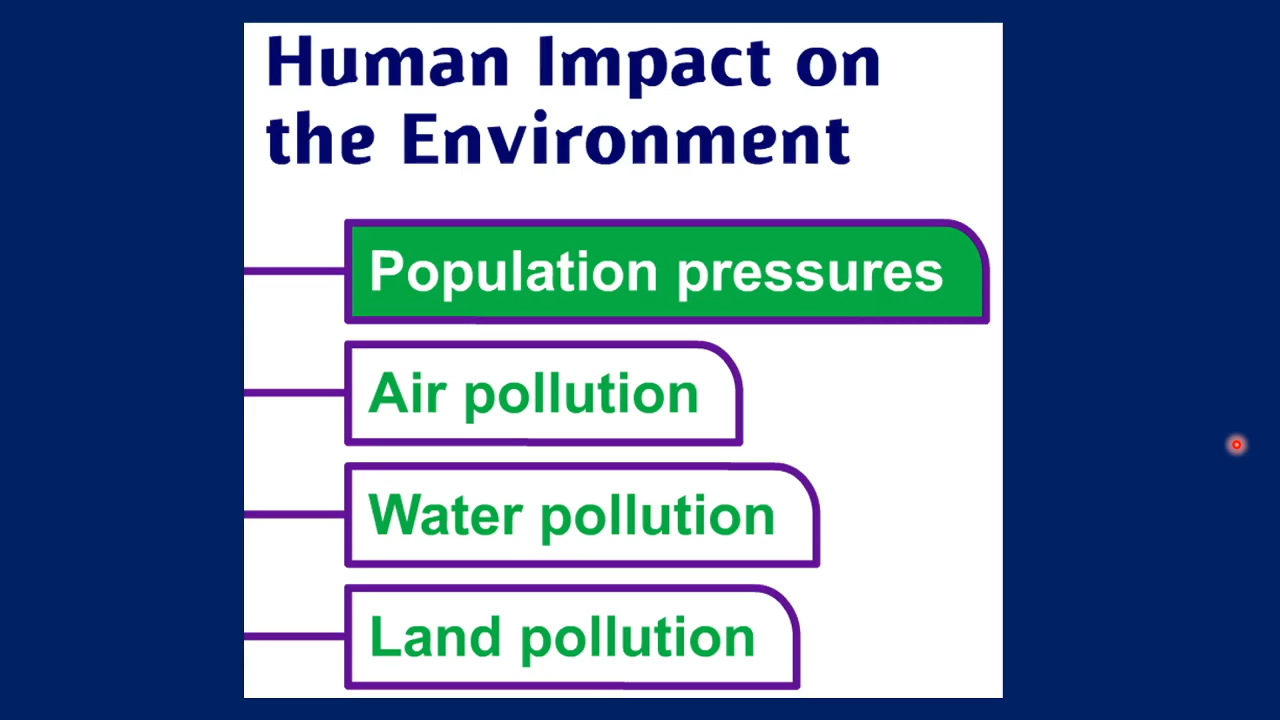 Human Impact on
the Environment
Population pressures
Air pollution
Water pollution
Land pollution